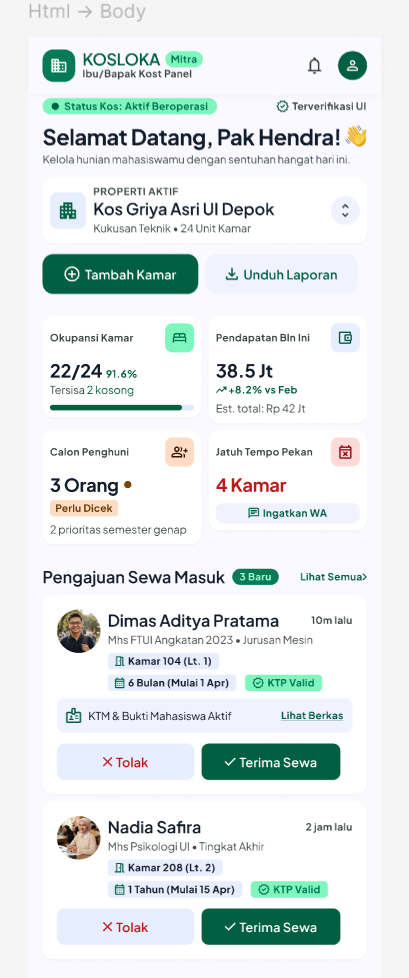 Html → Body
KOSLOKA Mitra
Ibu/Bapak Kost Panel
Status Kos: Aktif Beroperasi
Terverifikasi UI
Selamat Datang, Pak Hendra! 👋
Kelola hunian mahasiswamu dengan sentuhan hangat hari ini.
PROPERTI AKTIF
Kos Griya Asri UI Depok
Kukusan Teknik • 24 Unit Kamar
Tambah Kamar
Unduh Laporan
Okupansi Kamar
22/24 91.6%
Tersisa 2 kosong
Pendapatan Bln Ini
38.5 Jt
+8.2% vs Feb
Est. total: Rp 42 Jt
Calon Penghuni
3 Orang
Perlu Dicek
2 prioritas semester genap
Jatuh Tempo Pekan
4 Kamar
Ingatkan WA
Pengajuan Sewa Masuk 3 Baru Lihat Semua
Dimas Aditya Pratama 10m lalu
Mhs FTUI Angkatan 2023 • Jurusan Mesin
Kamar 104 (Lt. 1)
6 Bulan (Mulai 1 Apr) KTP Valid
KTM & Bukti Mahasiswa Aktif Lihat Berkas
Tolak Terima Sewa
Nadia Safira 2 jam lalu
Mhs Psikologi UI • Tingkat Akhir
Kamar 208 (Lt. 2)
1 Tahun (Mulai 15 Apr) KTP Valid
Tolak Terima Sewa